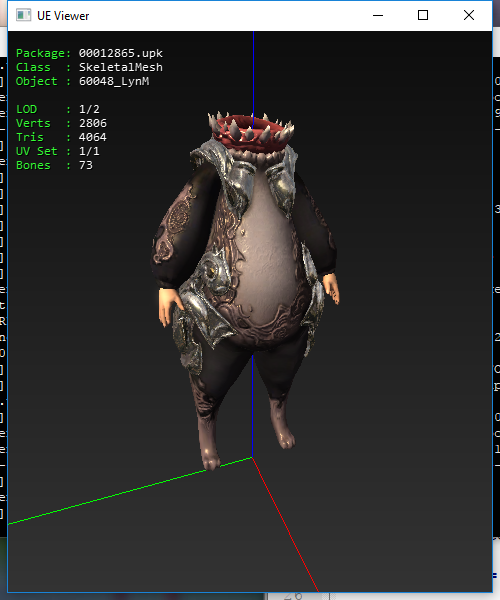 UE Viewer
Package: 00012865.upk
Class : SkeletalMesh
Object : 60048_LynM
LOD : 1/2
Verts : 2806
Tris : 4064
UV Set : 1/1
Bones : 73
26